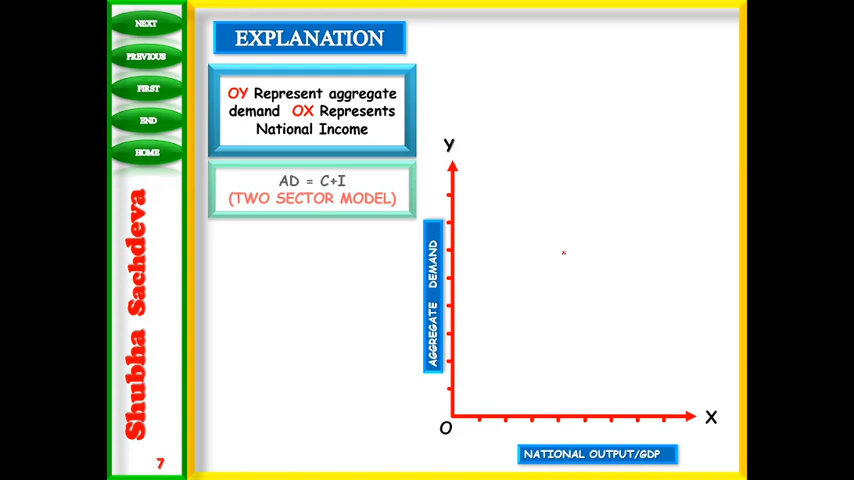 NEXT
PREVIOUS
FIRST
END
HOME
Shubha Sachdeva
7
EXPLANATION
OY Represent aggregate
demand OX Represents
National Income
AD = C+I
(TWO SECTOR MODEL)
Y
AGGREGATE DEMAND
O
X
NATIONAL OUTPUT/GDP